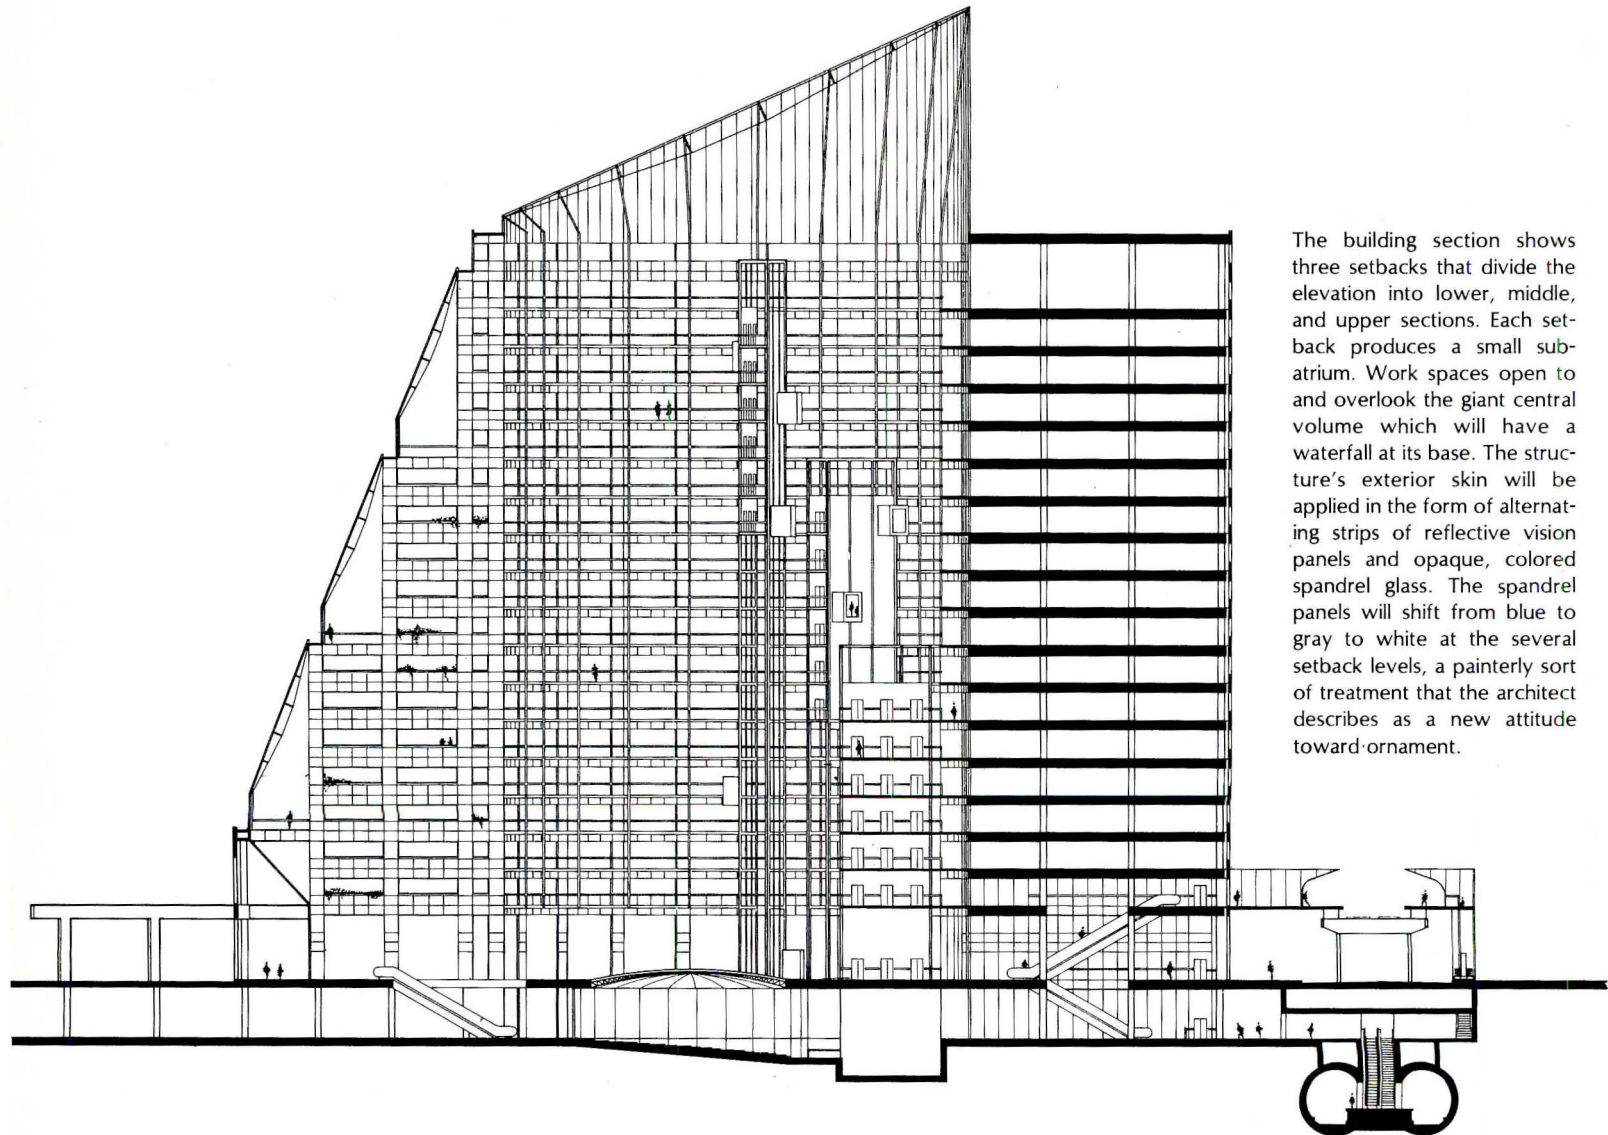 The building section shows
three setbacks that divide the
elevation into lower, middle,
and upper sections. Each set-
back produces a small sub-
atrium. Work spaces open to
and overlook the giant central
volume which will have a
waterfall at its base. The struc-
ture's exterior skin will be
applied in the form of alternat-
ing strips of reflective vision
panels and opaque, colored
spandrel glass. The spandrel
panels will shift from blue to
gray to white at the several
setback levels, a painterly sort
of treatment that the architect
describes as a new attitude
toward ornament.